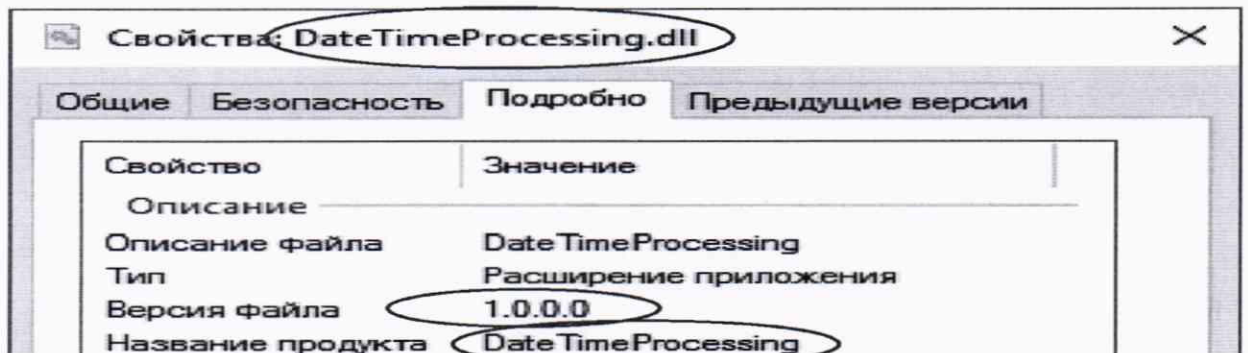 Свойства: DateTimeProcessing.dll
Общие Безопасность Подробно Предыдущие версии
Свойство Значение
Описание
Описание файла DateTimeProcessing
Тип Расширение приложения
Версия файла 1.0.0.0
Название продукта DateTimeProcessing